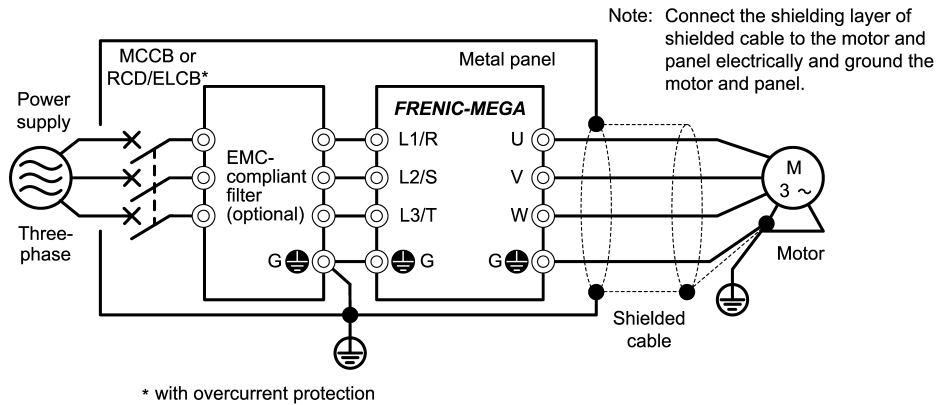 Note: Connect the shielding layer of
shielded cable to the motor and
panel electrically and ground the
motor and panel.
MCCB or
RCD/ELCB*
Metal panel
Power
supply
FRENIC-MEGA
L1/R
U
EMC-
compliant
filter
(optional)
L2/S
V
M
3 ~
L3/T
W
Three-
phase
G
G
G
Motor
Shielded
cable
* with overcurrent protection